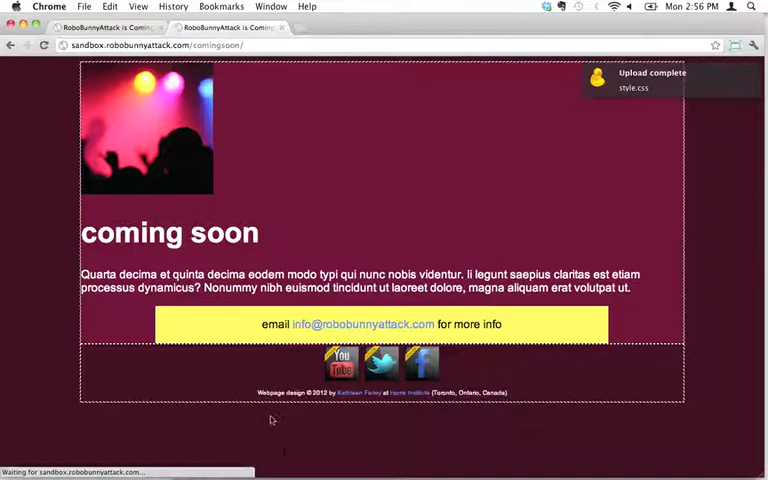 Chrome File Edit View History Bookmarks Window Help
Mon 2:56 PM
RoboBunnyAttack is Coming
RoboBunnyAttack is Coming
sandbox.robobunnyattack.com/comingsoon/
Upload complete
style.css
coming soon
Quarta decima et quinta decima eodem modo typi qui nunc nobis videntur. Ii legunt saepius claritas est etiam
processus dynamicus? Nonummy nibh euismod tincidunt ut laoreet dolore, magna aliquam erat volutpat ut.
email info@robobunnyattack.com for more info
You
Tube
f
Webpage design © 2012 by Kathleen Farley at Harris Institute (Toronto, Ontario, Canada)
Waiting for sandbox.robobunnyattack.com...